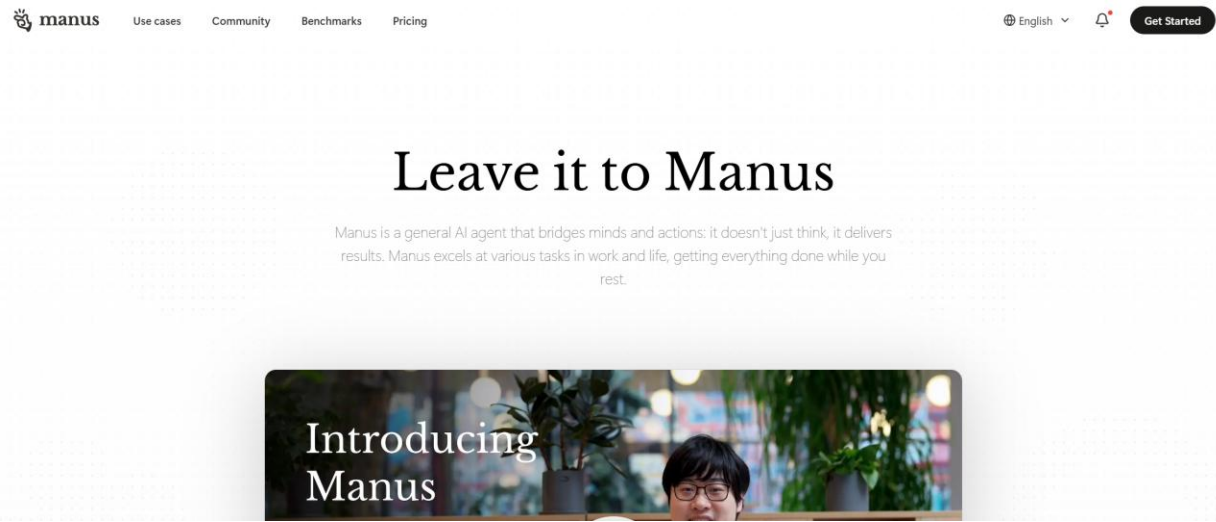 manus
Use cases
Community
Benchmarks
Pricing
English
Get Started
Leave it to Manus
Manus is a general AI agent that bridges minds and actions: it doesn't just think, it delivers
results. Manus excels at various tasks in work and life, getting everything done while you
rest.
Introducing
Manus